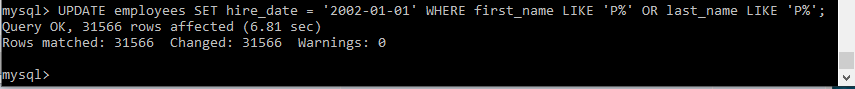 mysql> UPDATE employees SET hire_date = '2002-01-01' WHERE first_name LIKE 'P%' OR last_name LIKE 'P%';
Query OK, 31566 rows affected (6.81 sec)
Rows matched: 31566  Changed: 31566  Warnings: 0
mysql>